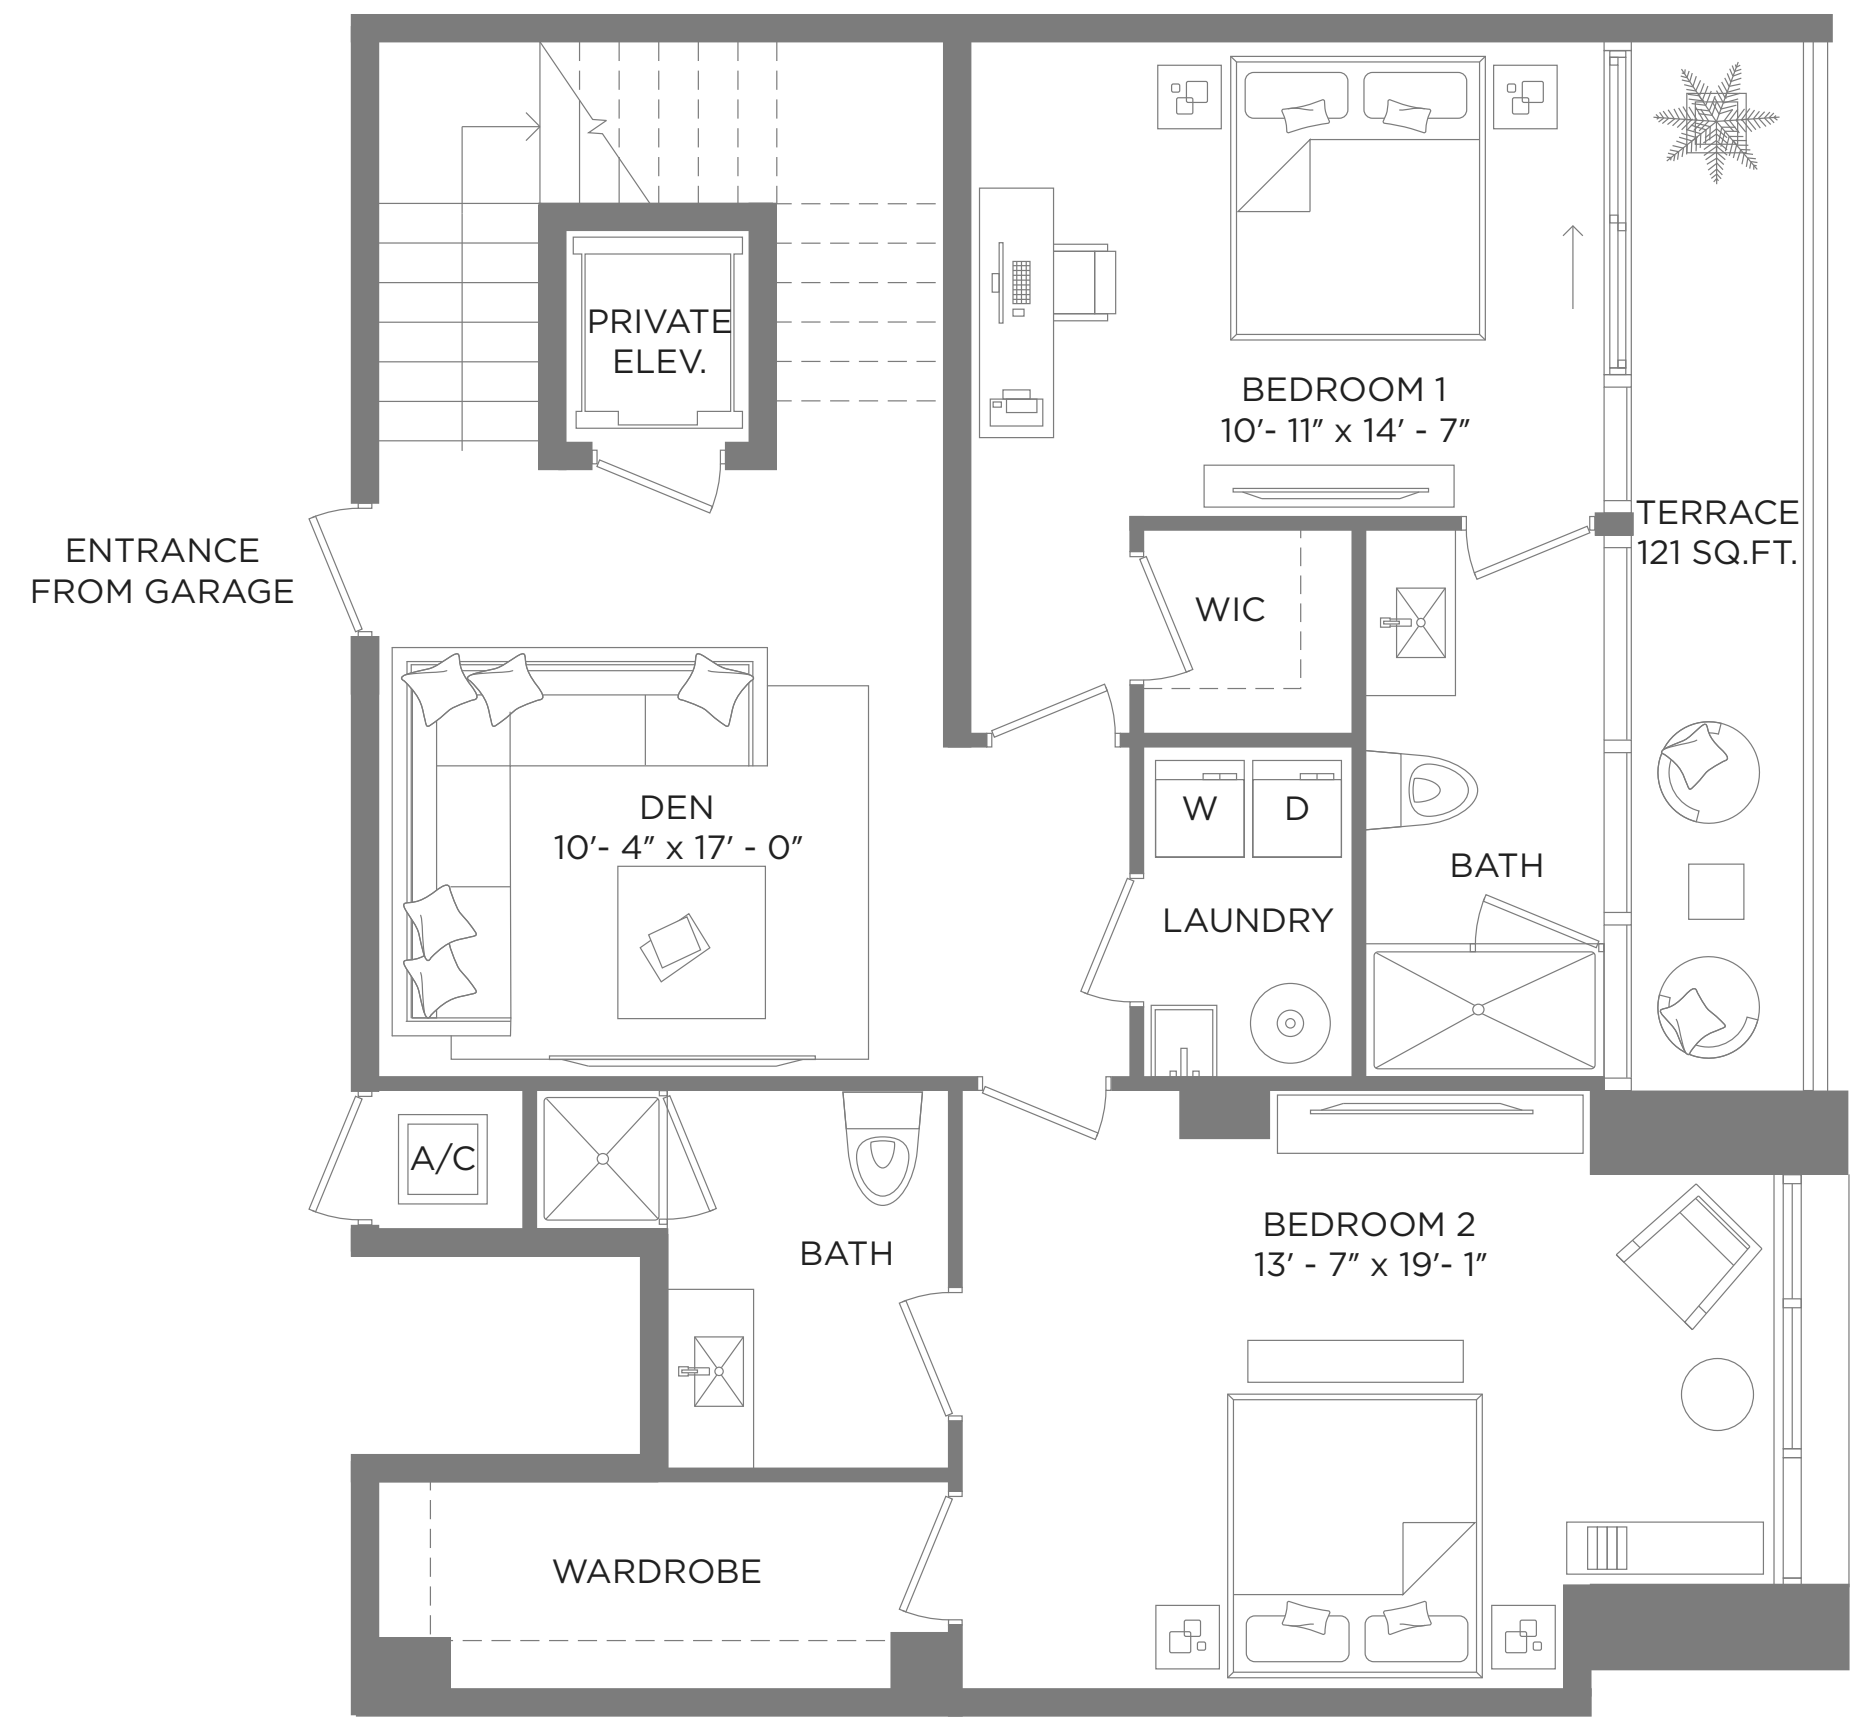 PRIVATE
ELEV.
BEDROOM 1
10'- 11" x 14' - 7"
ENTRANCE
FROM GARAGE
TERRACE
121 SQ.FT.
WIC
DEN
10'- 4" x 17' - 0"
W
D
BATH
LAUNDRY
A/C
BATH
BEDROOM 2
13' - 7" x 19'- 1"
WARDROBE